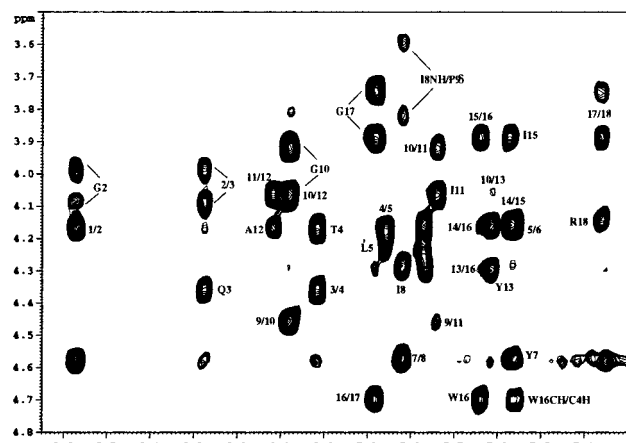 ppm
3.6
I8NH/P9δ
3.8
G17
15/16
17/18
I15
10/11
4.0
G2
2/3
11/12
G10
10/13
I11
10/12
14/15
1/2
A12
T4
4/5
14/16
5/6
R18
4.2
L5
I3/16
Q3
3/4
I8
Y13
4.4
9/10
9/11
4.6
7/8
Y7
16/17
W16
W16CH/C4H
4.8
3.7
3.9
4.1
4.3
4.5
4.7